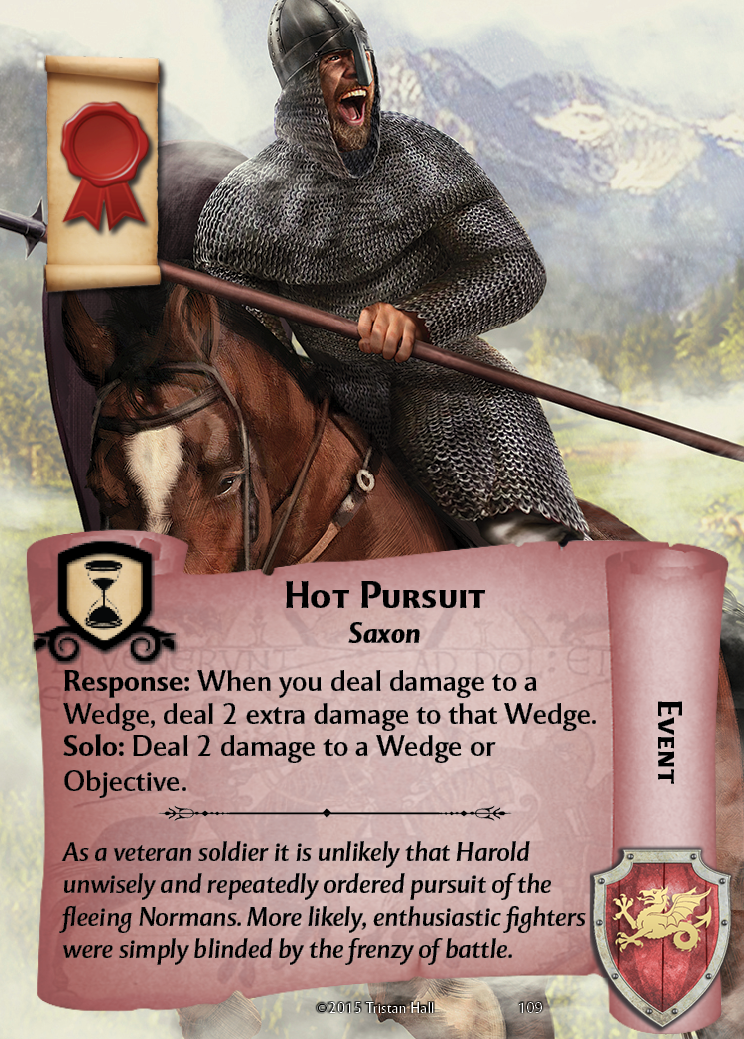 Hot Pursuit
Saxon
Response: When you deal damage to a
Wedge, deal 2 extra damage to that Wedge.
Solo: Deal 2 damage to a Wedge or
Objective.
Event
As a veteran soldier it is unlikely that Harold
unwisely and repeatedly ordered pursuit of the
fleeing Normans. More likely, enthusiastic fighters
were simply blinded by the frenzy of battle.
©2015 Tristan Hall 109